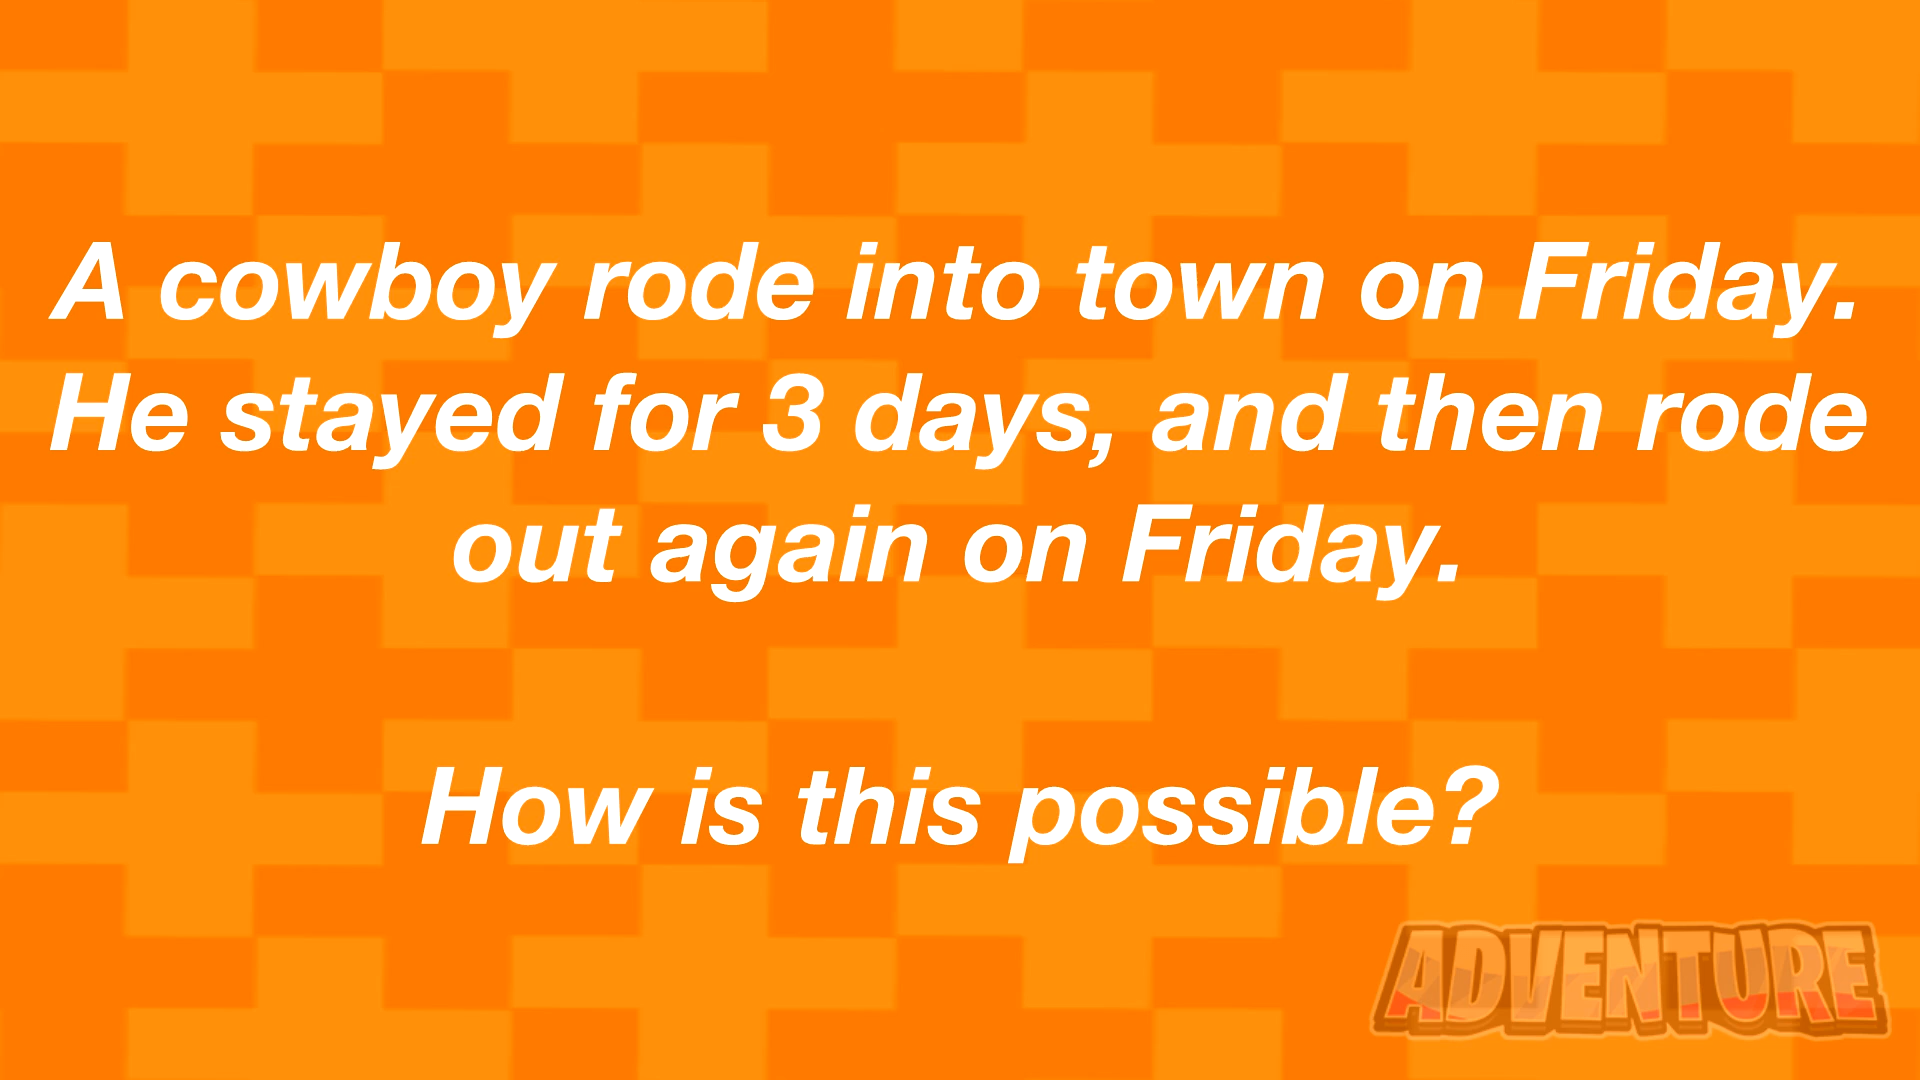 A cowboy rode into town on Friday.
He stayed for 3 days, and then rode
out again on Friday.
How is this possible?
ADVENTURE